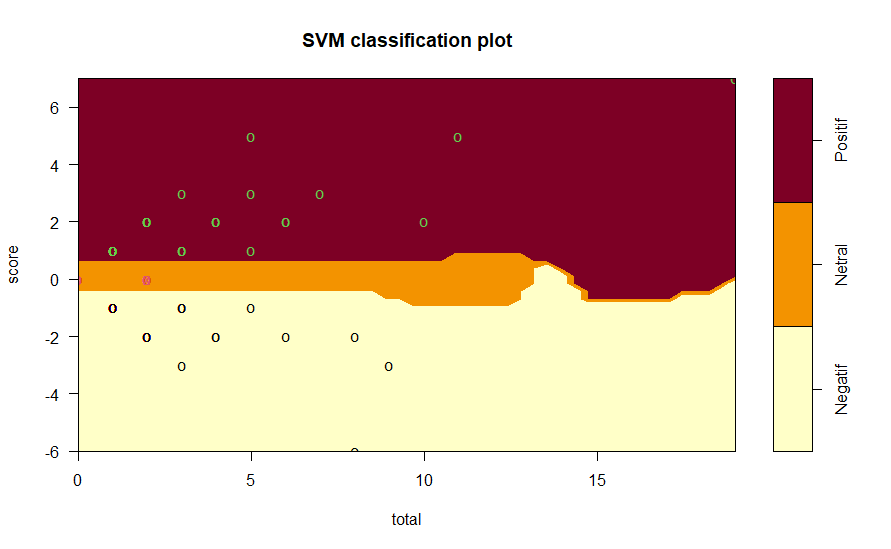 SVM classification plot
6
4
2
0
-2
-4
-6
score
0
5
10
15
total
Positif
Netral
Negatif